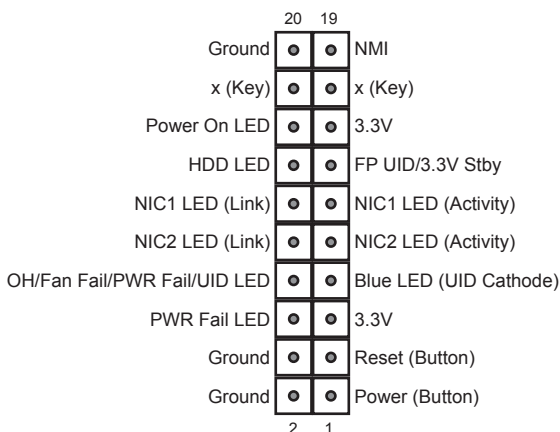 20 19
Ground NMI
x (Key) x (Key)
Power On LED 3.3V
HDD LED FP UID/3.3V Stby
NIC1 LED (Link) NIC1 LED (Activity)
NIC2 LED (Link) NIC2 LED (Activity)
OH/Fan Fail/PWR Fail/UID LED Blue LED (UID Cathode)
PWR Fail LED 3.3V
Ground Reset (Button)
Ground Power (Button)
2 1